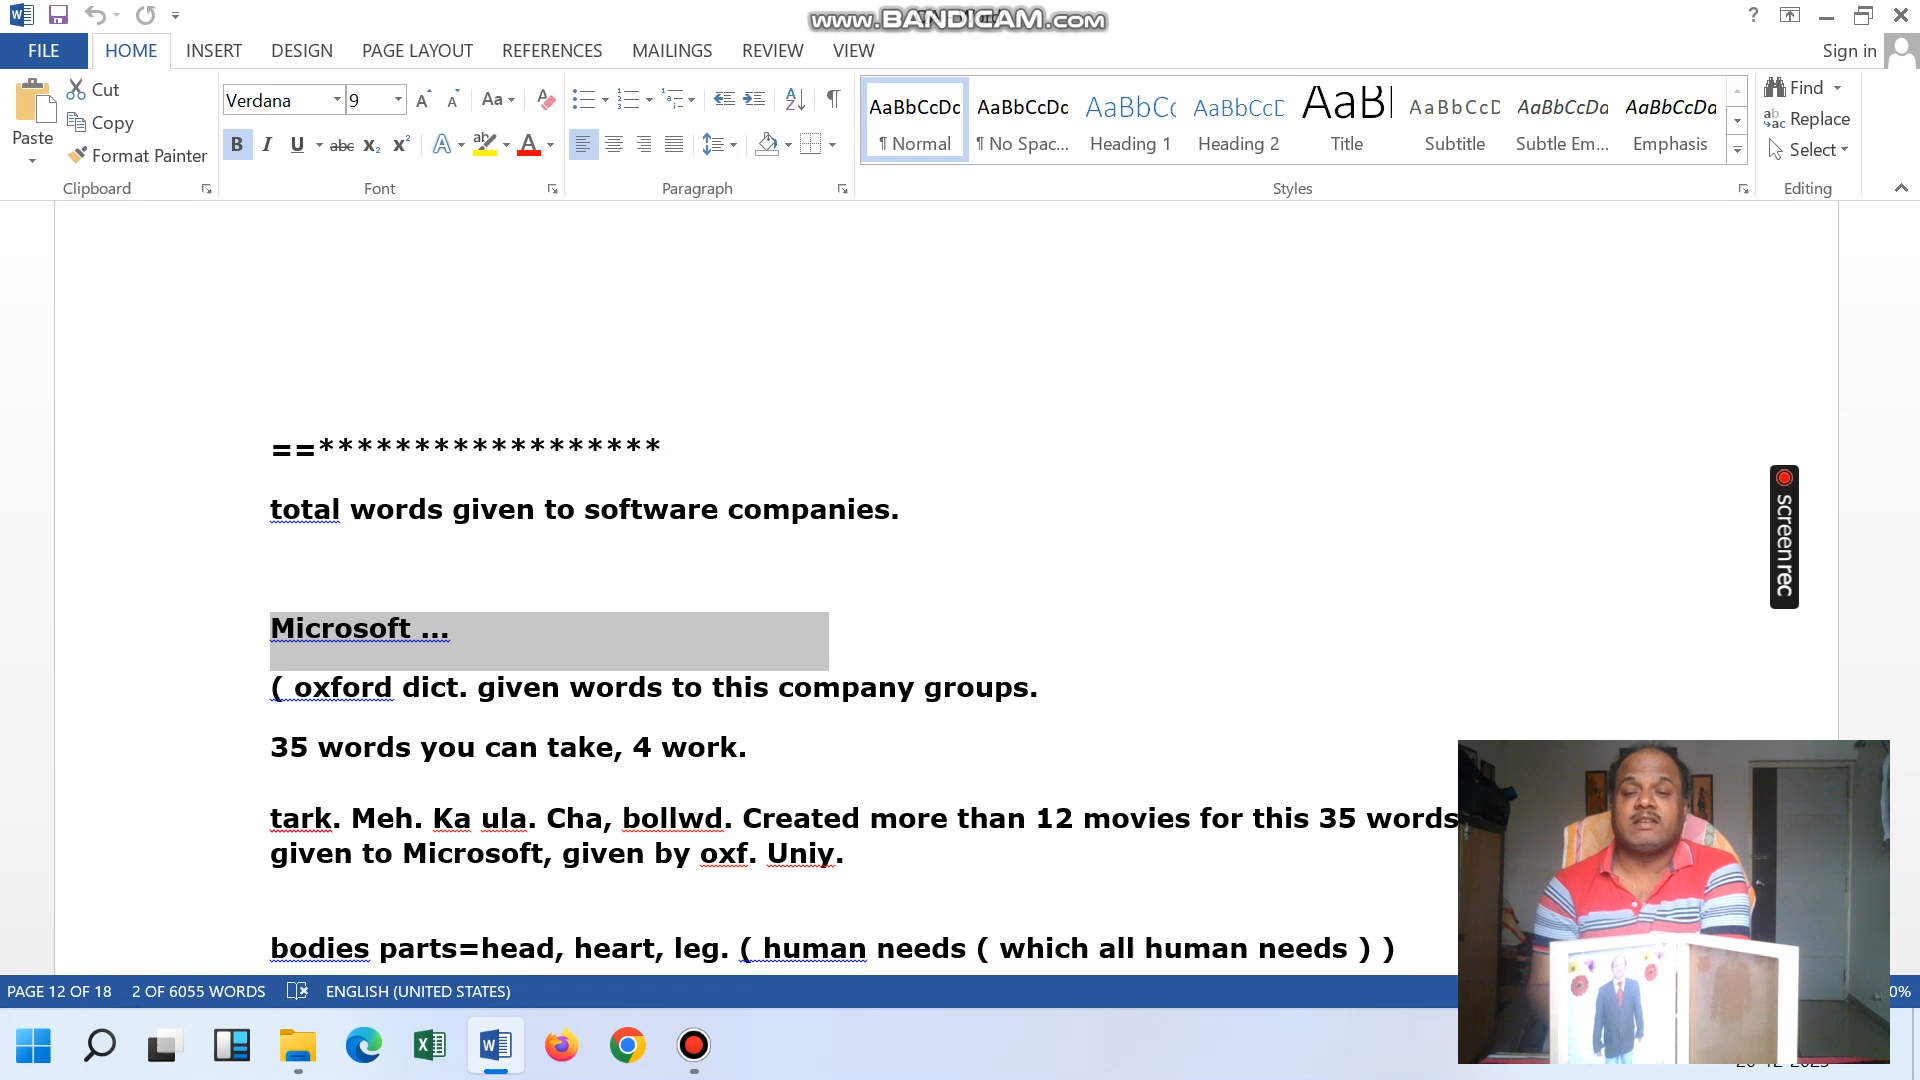 www.BANDICAM.com
FILE
HOME
INSERT
DESIGN
PAGE LAYOUT
REFERENCES
MAILINGS
REVIEW
VIEW
Sign in
Paste
Cut
Copy
Format Painter
Clipboard
Verdana
9
Font
Paragraph
AaBbCcDc
¶ Normal
AaBbCcDc
¶ No Spac...
AaBbC
Heading 1
AaBbCcD
Heading 2
AaB
Title
AaBbCcD
Subtitle
AaBbCcDa
Subtle Em...
AaBbCcDa
Emphasis
Styles
Find
Replace
Select
Editing
==******************
total words given to software companies.
Microsoft ...
( oxford dict. given words to this company groups.
35 words you can take, 4 work.
tark. Meh. Ka ula. Cha, bollwd. Created more than 12 movies for this 35 words
given to Microsoft, given by oxf. Uniy.
bodies parts=head, heart, leg. ( human needs ( which all human needs ) )
screenrec
PAGE 12 OF 18
2 OF 6055 WORDS
ENGLISH (UNITED STATES)
0%